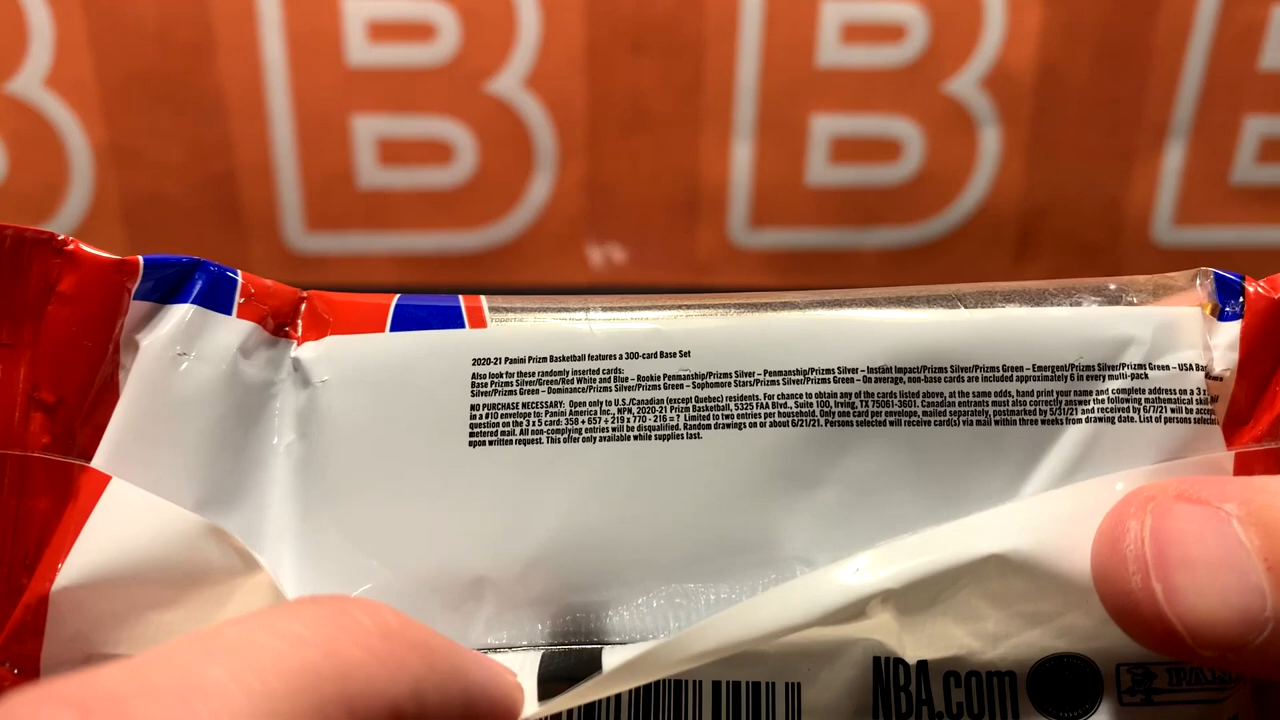 B B B B
2020-21 Panini Prizm Basketball features a 300-card Base Set
Also look for these randomly inserted cards:
Base Prizms Silver/Green/Red White and Blue – Rookie Penmanship/Prizms Silver – Penmanship/Prizms Silver – Instant Impact/Prizms Silver/Prizms Green – Emergent/Prizms Silver/Prizms Green – USA
Silver/Prizms Green – Dominance/Prizms Silver/Prizms Green – Sophomore Stars/Prizms Silver/Prizms Green – On average, non-base cards are included approximately 6 in every multi-pack
NO PURCHASE NECESSARY: Open only to U.S./Canadian (except Quebec) residents. For chance to obtain any of the cards listed above, at the same odds, hand print your name and complete address on a 3 x
in a #10 envelope to: Panini America Inc., NPN, 2020-21 Prizm Basketball, 5325 FAA Blvd., Suite 100, Irving, TX 75061-3601. Canadian entrants must also correctly answer the following mathematical skill
question on the 3 x 5 card: 358 + 657 + 219 x 770 - 216 = ? Limited to two entries per household. Only one card per envelope, mailed separately, postmarked by 5/31/21 and received by 6/7/21 will be
metered mail. All non-complying entries will be disqualified. Random drawings on or about 6/21/21. Persons selected will receive card(s) via mail within three weeks from drawing date. List of persons
upon written request. This offer only available while supplies last.
NBA.com